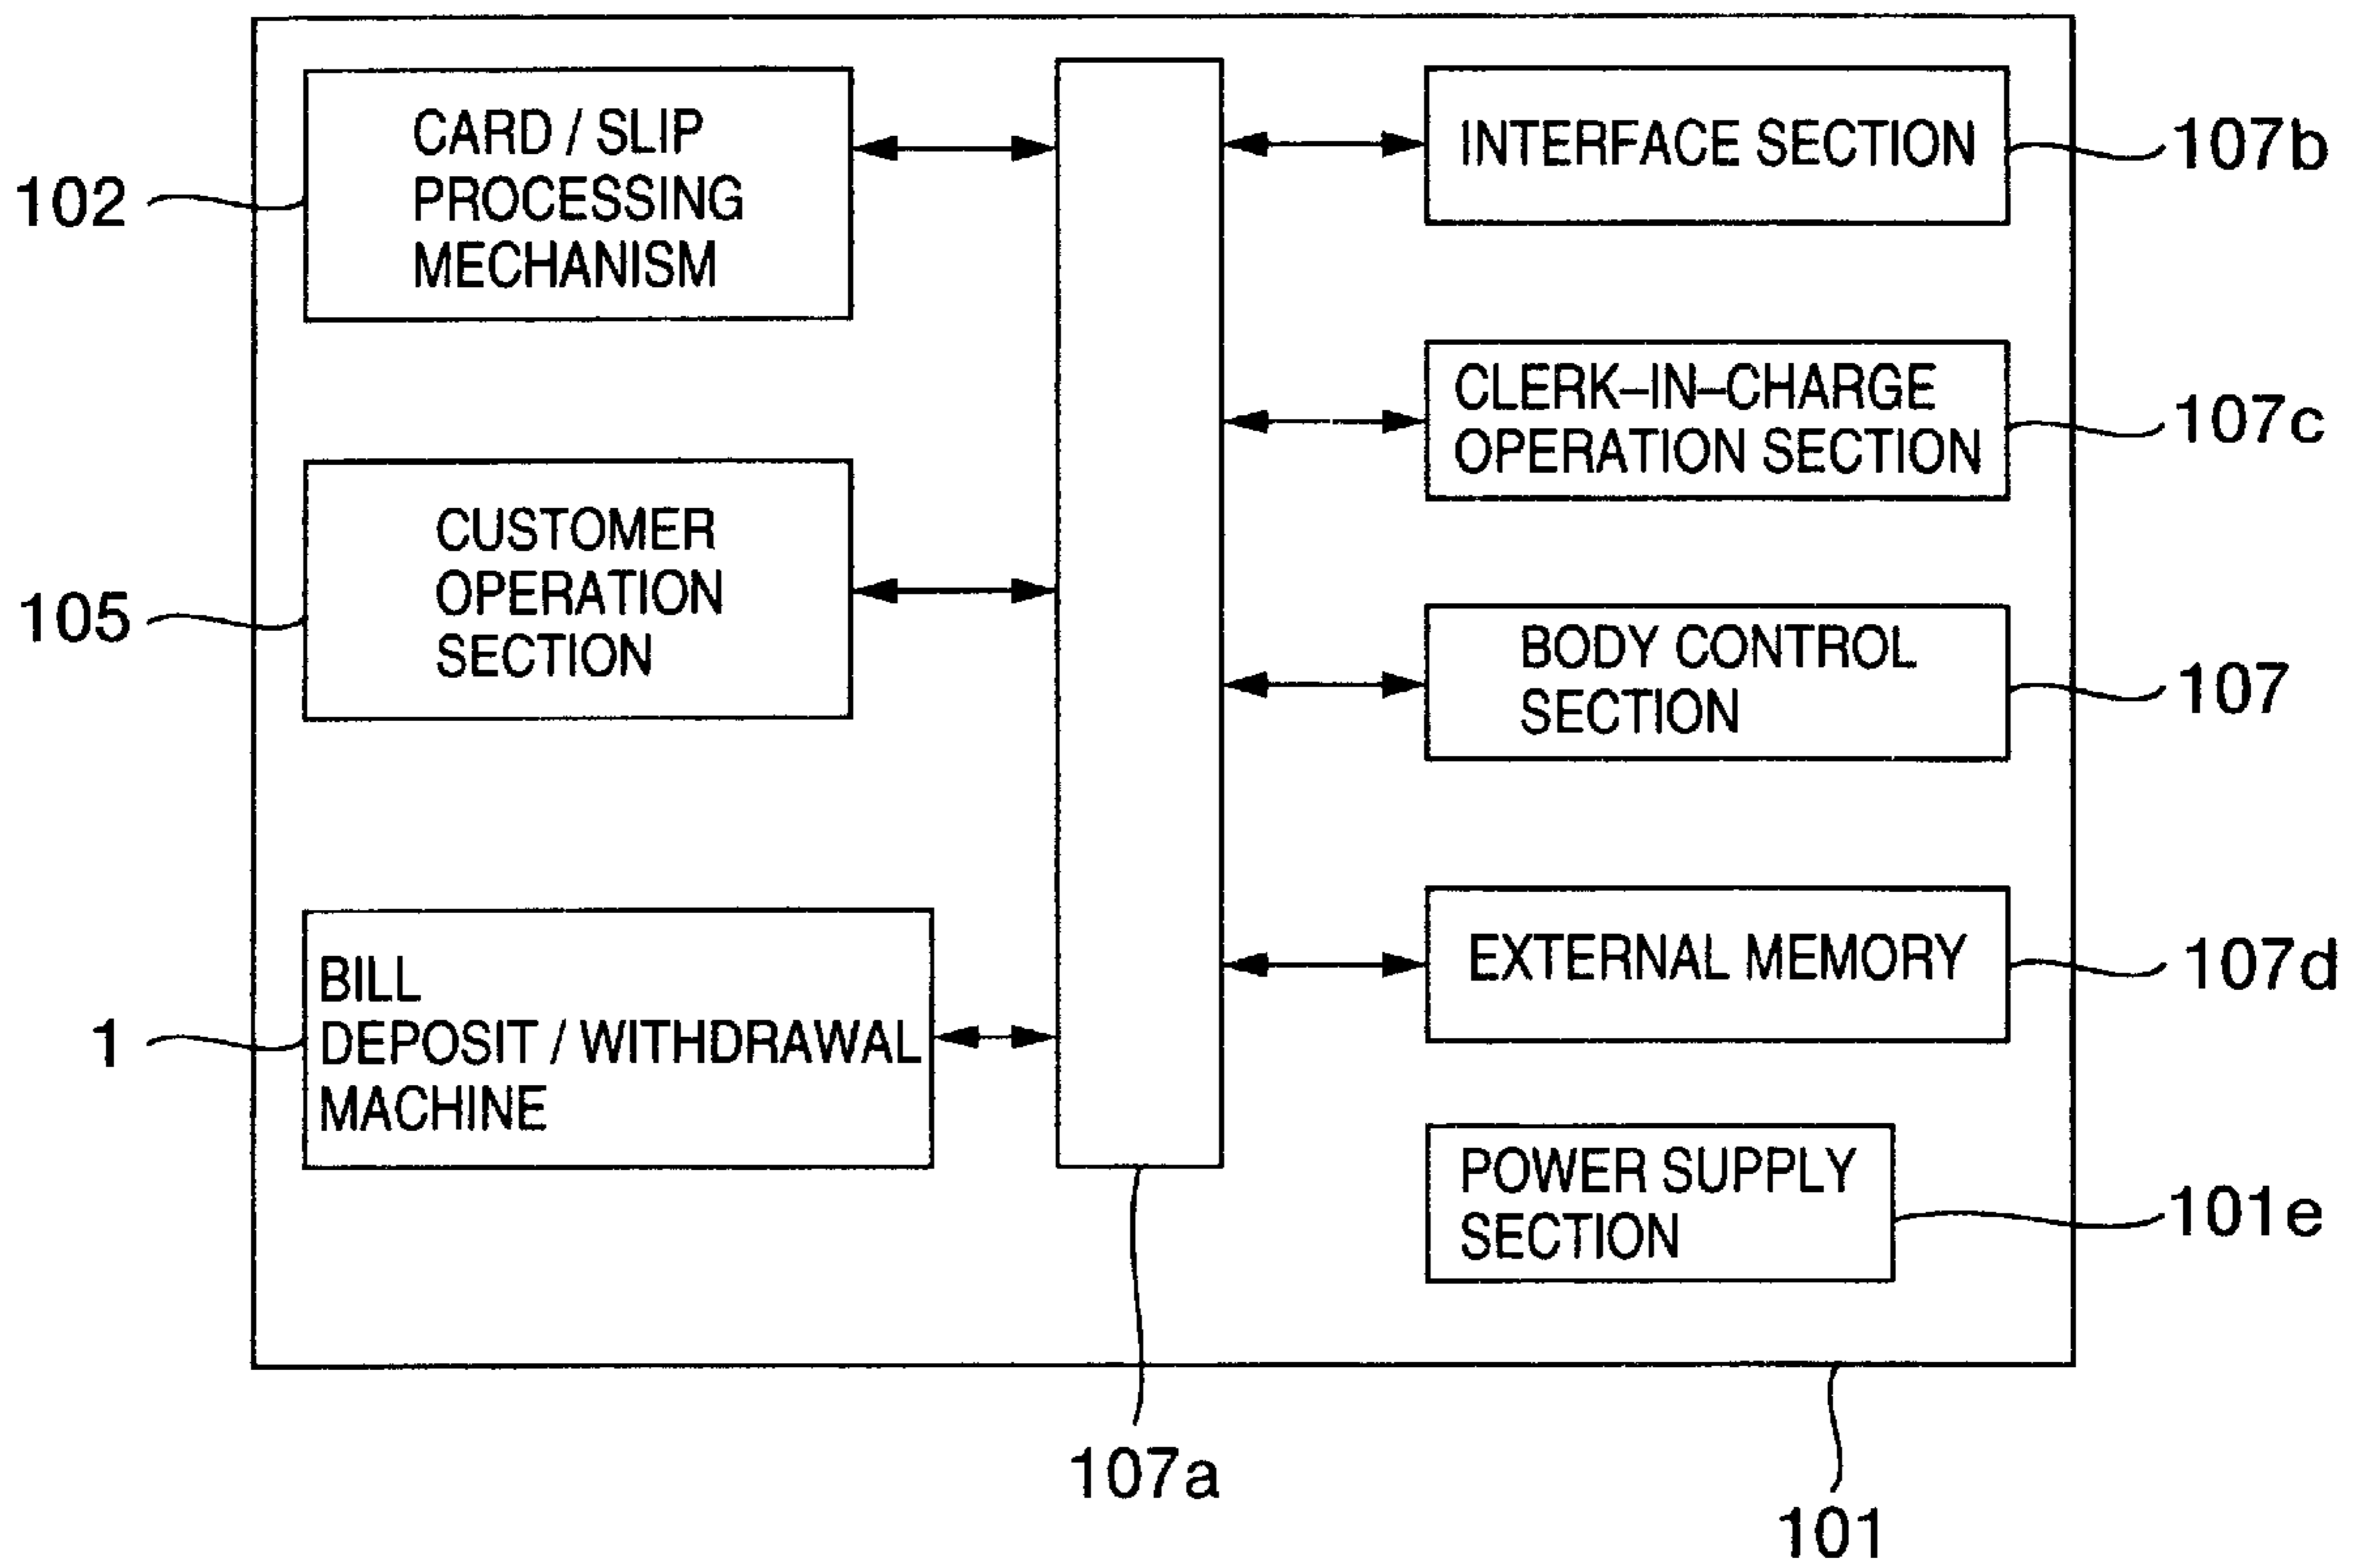 CARD / SLIP
PROCESSING
MECHANISM
102
CUSTOMER
OPERATION
SECTION
105
BILL
DEPOSIT / WITHDRAWAL
MACHINE
1
INTERFACE SECTION
107b
CLERK–IN–CHARGE
OPERATION SECTION
107c
BODY CONTROL
SECTION
107
EXTERNAL MEMORY
107d
POWER SUPPLY
SECTION
101e
107a
101